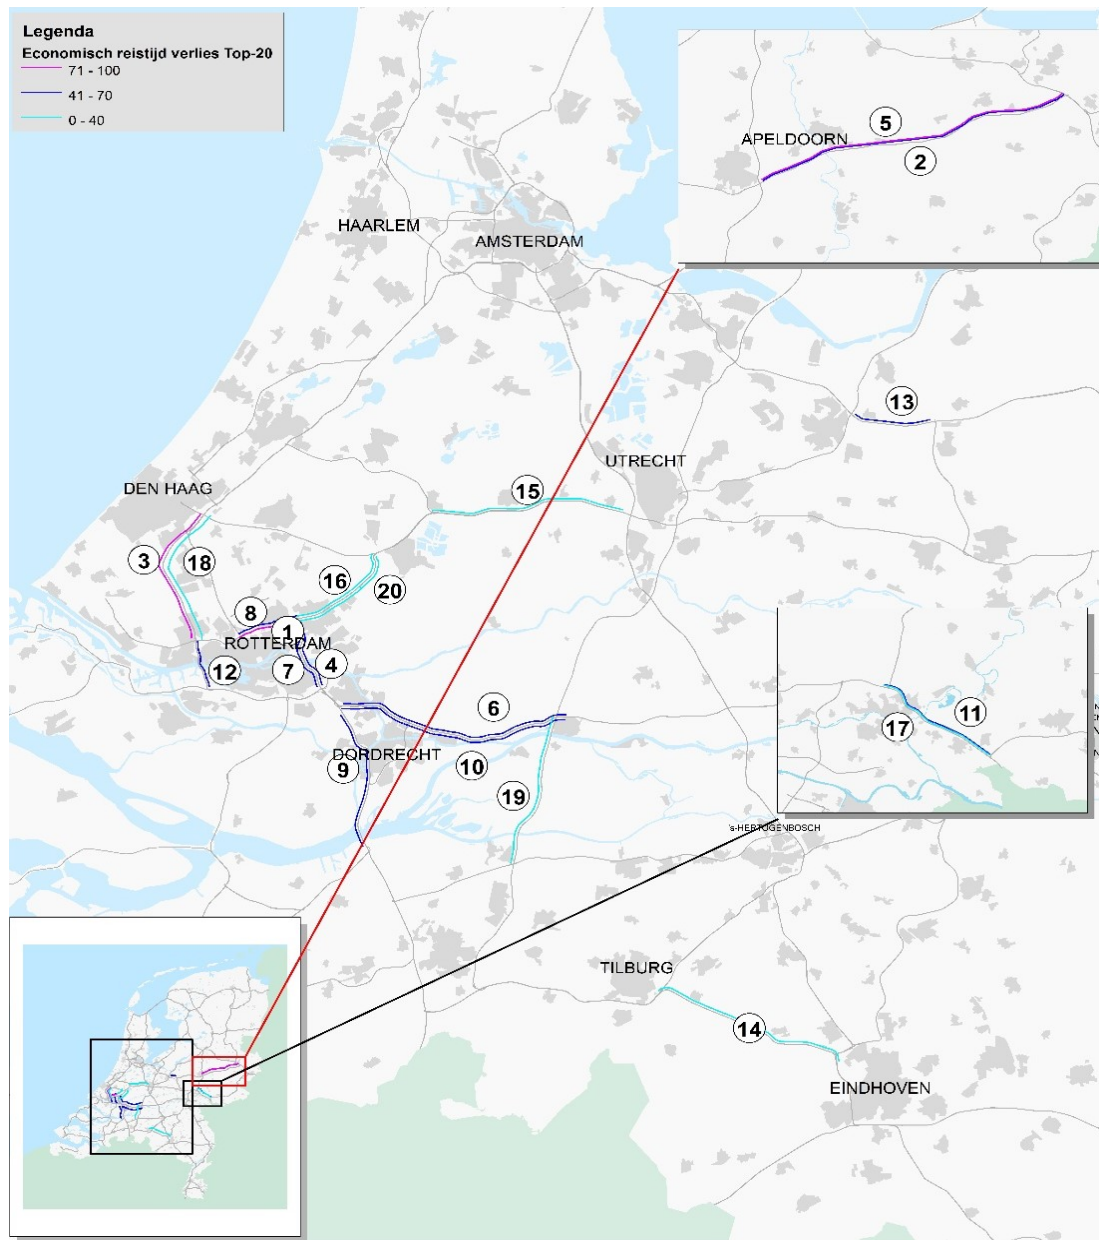 Legenda
Economisch reistijd verlies Top-20
71 - 100
41 - 70
0 - 40
5
APELDOORN
2
HAARLEM
AMSTERDAM
13
UTRECHT
DEN HAAG
15
3
18
16
20
8
1
ROTTERDAM
4
12
7
6
DORDRECHT
9
10
19
11
17
's-HERTOGENBOSCH
TILBURG
14
EINDHOVEN